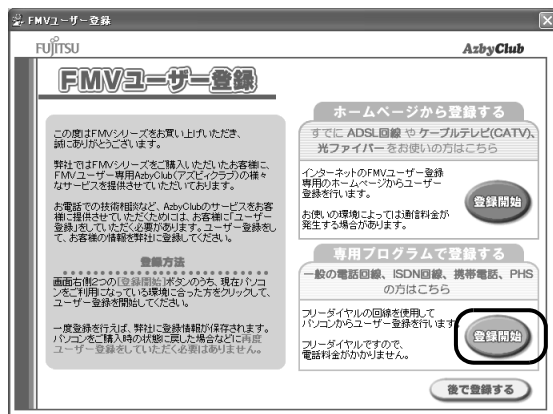 FMVユーザー登録
FUJITSU
AzbyClub
FMVユーザー登録
この度はFMVシリーズをお買い上げいただき、
誠にありがとうございます。
弊社ではFMVシリーズをご購入いただいたお客様に、
FMVユーザー専用AzbyClub(アズビィクラブ)の様々
なサービスを提供させていただいております。
お電話での技術相談など、AzbyClubのサービスをお客
様に提供させていただくためには、お客様に「ユーザー
登録」をしていただく必要があります。ユーザー登録をし
て、お客様の情報を弊社に登録してください。
登録方法
画面右側2つの[登録開始]ボタンのうち、現在パソコ
ンをご利用になっている環境に合った方をクリックして、
ユーザー登録を開始してください。
一度登録を行えば、弊社に登録情報が保存されます。
パソコンをご購入時の状態に戻した場合などに再度
ユーザー登録をしていただく必要はありません。
ホームページから登録する
すでに ADSL回線 や ケーブルテレビ(CATV)、
光ファイバー をお使いの方はこちら
インターネットのFMVユーザー登録
専用のホームページからユーザー
登録を行います。
お使いの環境によっては通信料金が
発生する場合があります。
登録開始
専用プログラムで登録する
一般の電話回線、ISDN回線、携帯電話、PHS
の方はこちら
フリーダイヤルの回線を使用して
パソコンからユーザー登録を行います。
フリーダイヤルですので、
電話料金がかかりません。
登録開始
後で登録する